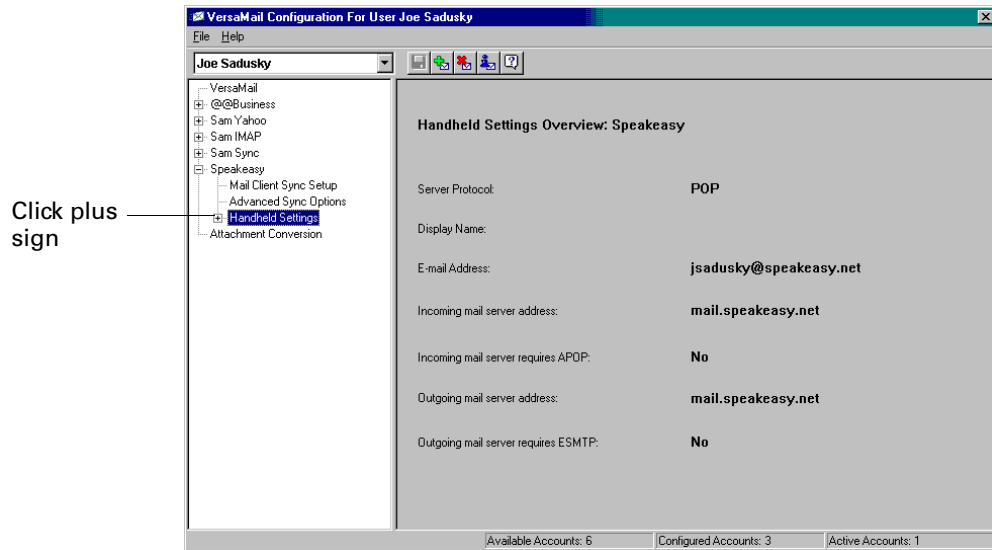 VersaMail Configuration For User Joe Sadusky
File Help
Joe Sadusky
VersaMail
@@Business
Sam Yahoo
Sam IMAP
Sam Sync
Speakeasy
Mail Client Sync Setup
Advanced Sync Options
Handheld Settings
Attachment Conversion
Click plus
sign
Handheld Settings Overview: Speakeasy
Server Protocol: POP
Display Name:
E-mail Address: jsadusky@speakeasy.net
Incoming mail server address: mail.speakeasy.net
Incoming mail server requires APOP: No
Outgoing mail server address: mail.speakeasy.net
Outgoing mail server requires ESMTP: No
Available Accounts: 6 Configured Accounts: 3 Active Accounts: 1